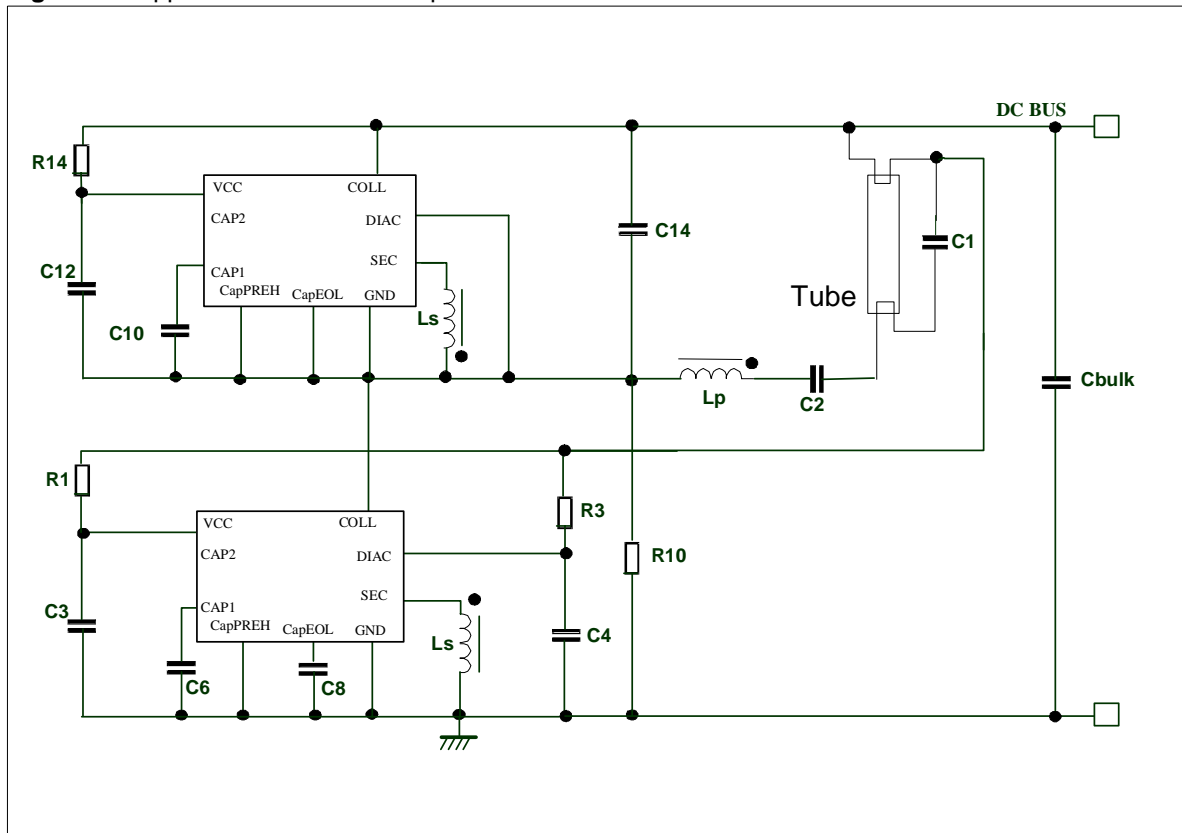 DC BUS
R14
VCC
COLL
CAP2
DIAC
C14
C1
SEC
C12
CAP1
CapPREH
CapEOL
GND
Tube
Ls
C10
Cbulk
Lp
C2
R1
R3
VCC
COLL
CAP2
DIAC
R10
SEC
C3
CAP1
CapPREH
CapEOL
GND
Ls
C4
C6
C8